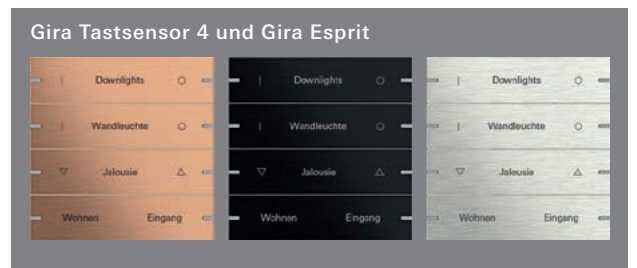 Gira Tastsensor 4 und Gira Esprit
| Downlights ○
| Wandleuchte ○
▽ Jalousie △
Wohnen Eingang
| Downlights ○
| Wandleuchte ○
▽ Jalousie △
Wohnen Eingang
| Downlights ○
| Wandleuchte ○
▽ Jalousie △
Wohnen Eingang